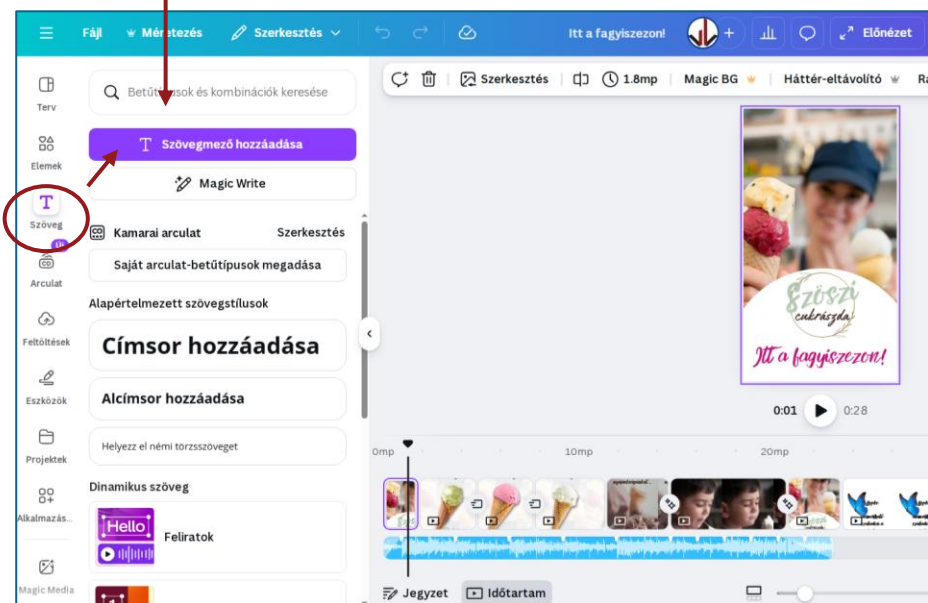 Fájl
Méretezés
Szerkesztés
Itt a fagyiszezon!
Előnézet
Terv
Elemek
Szöveg
Új
Arculat
Feltöltések
Eszközök
Projektek
Alkalmazás...
Magic Media
Betűtípusok és kombinációk keresése
Szövegmező hozzáadása
Magic Write
Kamarai arculat Szerkesztés
Saját arculat-betűtípusok megadása
Alapértelmezett szövegstílusok
Címsor hozzáadása
Alcímsor hozzáadása
Helyezz el némi törzsszöveget
Dinamikus szöveg
Hello
Feliratok
Szerkesztés
1.8mp
Magic BG
Háttér-eltávolító
Szöszi
cukrászda
Itt a fagyiszezon!
0:01 0:28
0mp 10mp 20mp
Jegyzet
Időtartam